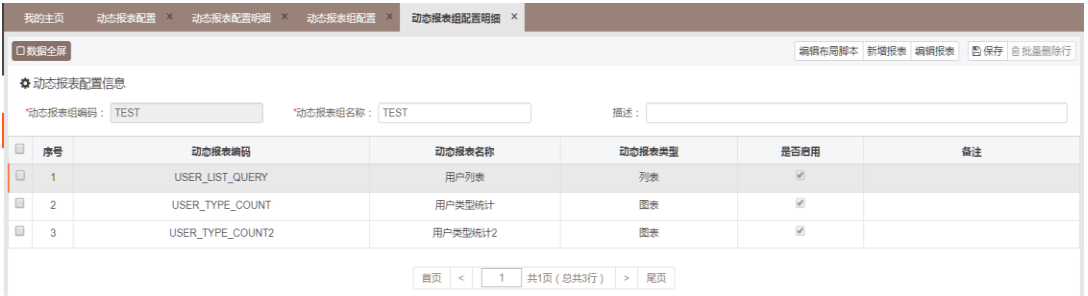 我的主页 动态报表配置 × 动态报表配置明细 × 动态报表组配置 × 动态报表组配置明细 ×
数据全屏 编辑布局脚本 新增报表 编辑报表 保存 批量删除行
动态报表配置信息
*动态报表组编码： TEST *动态报表组名称： TEST 描述：
序号 动态报表编码 动态报表名称 动态报表类型 是否启用 备注
1 USER_LIST_QUERY 用户列表 列表
2 USER_TYPE_COUNT 用户类型统计 图表
3 USER_TYPE_COUNT2 用户类型统计2 图表
首页 < 1 共1页（总共3行） > 尾页